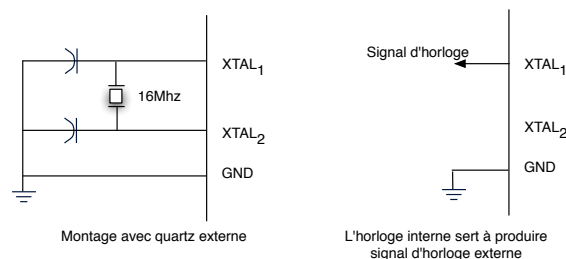 XTAL1
16Mhz
XTAL2
GND
Montage avec quartz externe
Signal d'horloge
XTAL1
XTAL2
GND
L'horloge interne sert à produire
signal d'horloge externe